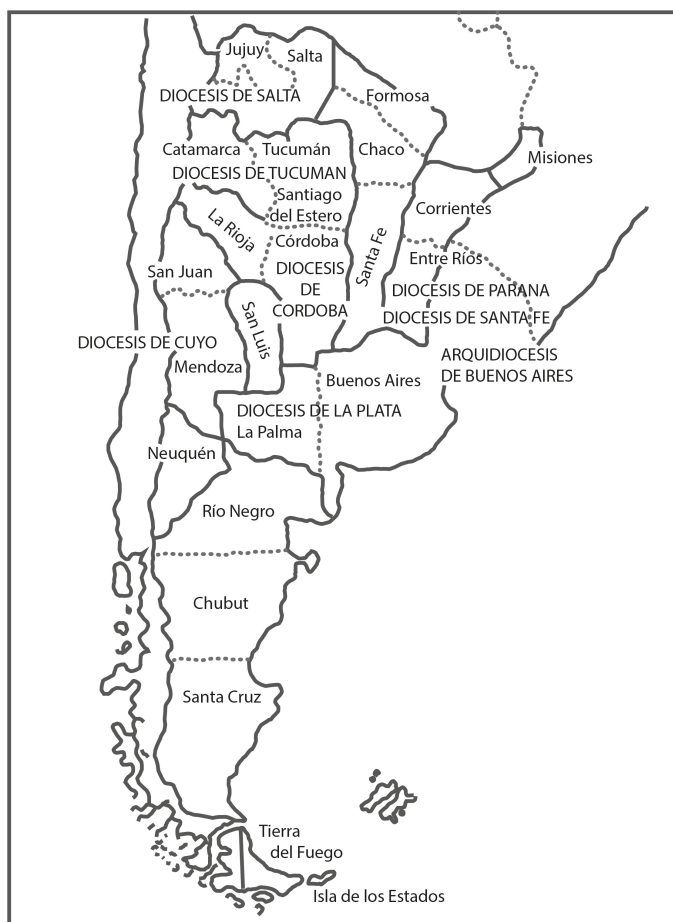 Jujuy
Salta
DIOCESIS DE SALTA
Formosa
Catamarca
Tucumán
Chaco
Misiones
DIOCESIS DE TUCUMAN
Santiago
del Estero
Corrientes
La Rioja
Córdoba
Santa Fe
Entre Ríos
San Juan
DIOCESIS
DE
CORDOBA
DIOCESIS DE PARANA
DIOCESIS DE SANTA FE
San Luis
DIOCESIS DE CUYO
Mendoza
ARQUIDIOCESIS
DE BUENOS AIRES
Buenos Aires
DIOCESIS DE LA PLATA
La Palma
Neuquén
Río Negro
Chubut
Santa Cruz
Tierra
del Fuego
Isla de los Estados